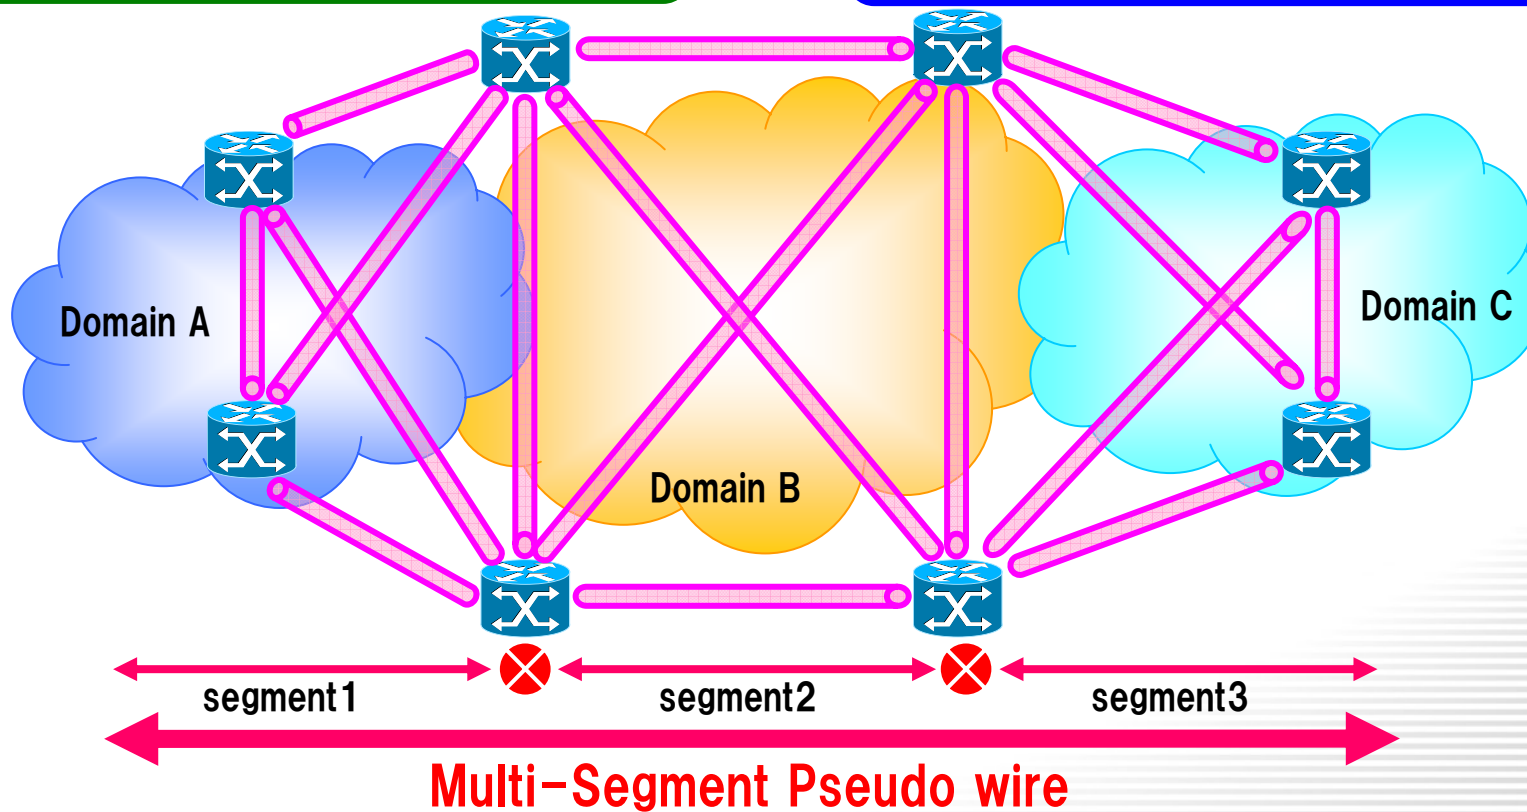 Domain A
Domain C
Domain B
segment1
segment2
segment3
Multi-Segment Pseudo wire